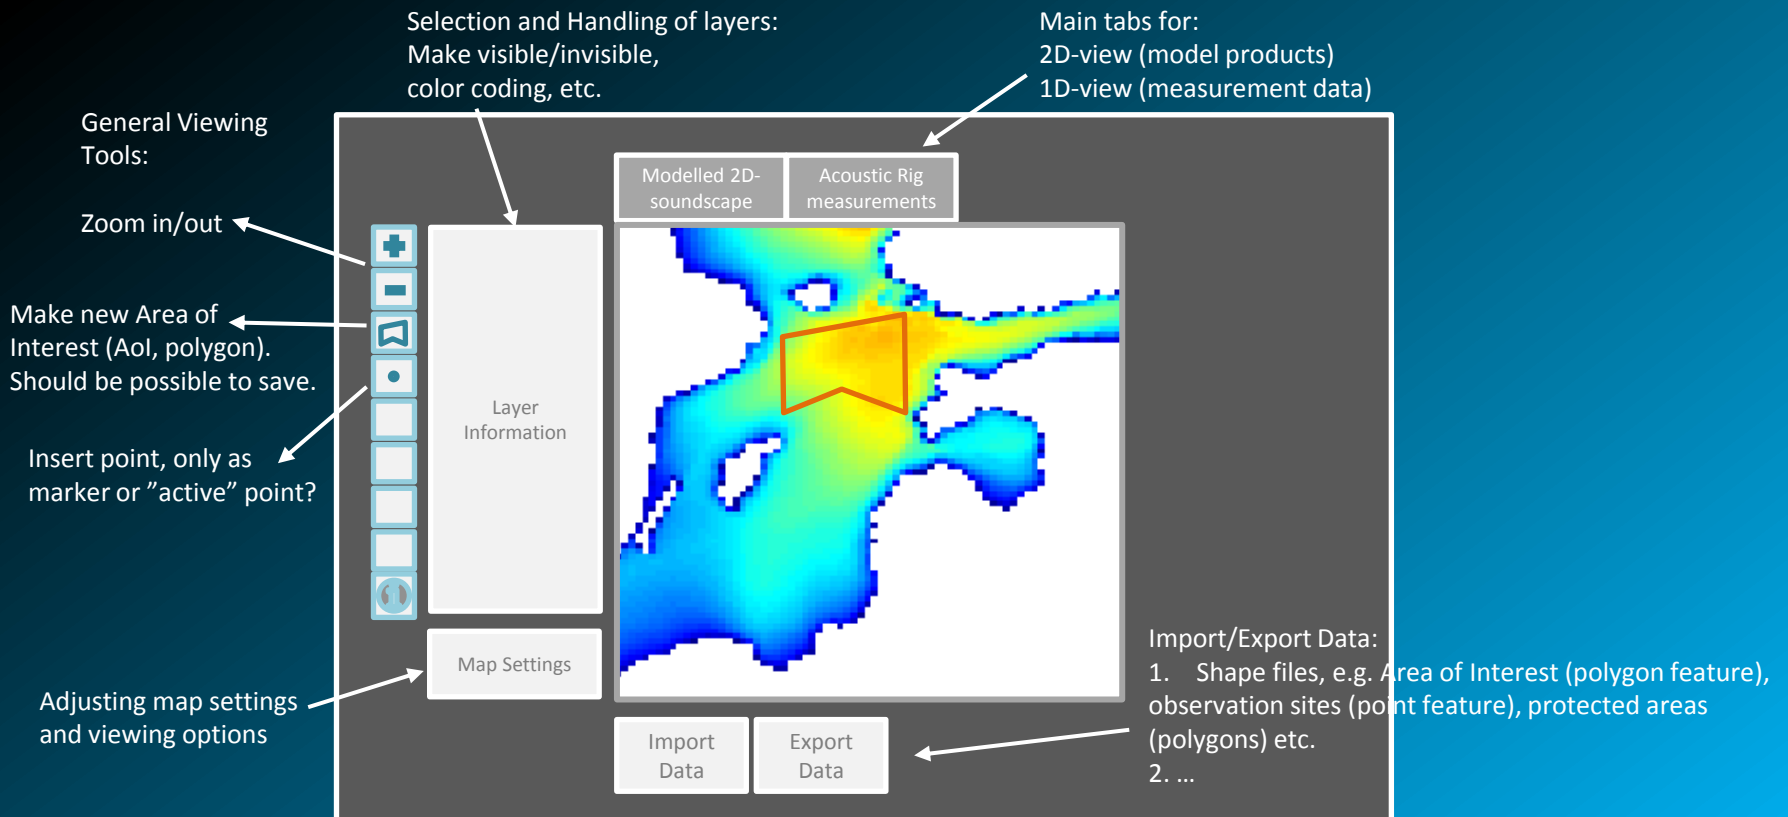 Selection and Handling of layers:
Make visible/invisible,
color coding, etc.
Main tabs for:
2D-view (model products)
1D-view (measurement data)
General Viewing
Tools:
Zoom in/out
Make new Area of
Interest (AoI, polygon).
Should be possible to save.
Insert point, only as
marker or ”active” point?
Adjusting map settings
and viewing options
Modelled 2D-
soundscape
Acoustic Rig
measurements
Layer
Information
Map Settings
Import
Data
Export
Data
Import/Export Data:
1. Shape files, e.g. Area of Interest (polygon feature),
observation sites (point feature), protected areas
(polygons) etc.
2. ...